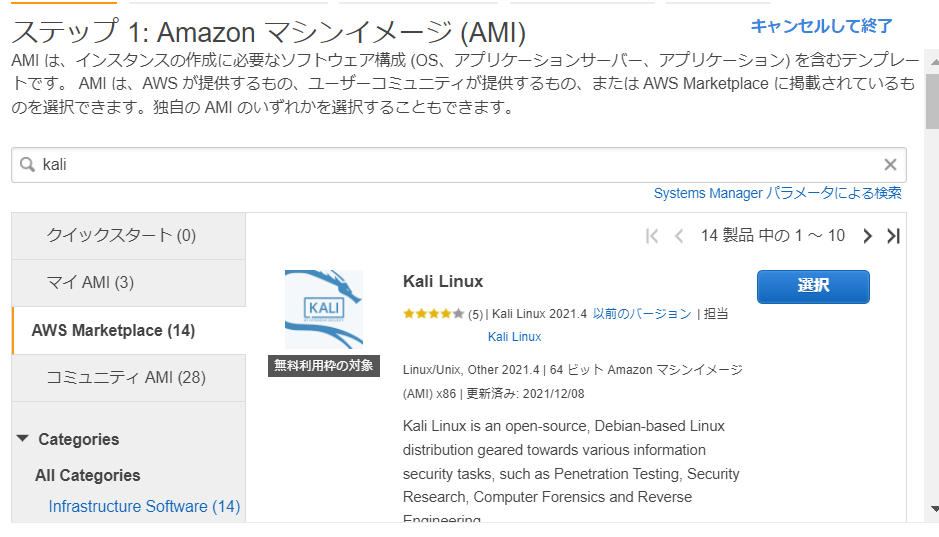 ステップ 1: Amazon マシンイメージ (AMI)
キャンセルして終了
AMI は、インスタンスの作成に必要なソフトウェア構成 (OS、アプリケーションサーバー、アプリケーション) を含むテンプレー
トです。 AMI は、AWS が提供するもの、ユーザーコミュニティが提供するもの、または AWS Marketplace に掲載されているも
のを選択できます。独自の AMI のいずれかを選択することもできます。
kali
Systems Manager パラメータによる検索
クイックスタート (0)
マイ AMI (3)
AWS Marketplace (14)
コミュニティ AMI (28)
Categories
All Categories
Infrastructure Software (14)
14 製品 中の 1 ～ 10
KALI
無料利用枠の対象
Kali Linux
選択
(5) | Kali Linux 2021.4 以前のバージョン | 担当
Kali Linux
Linux/Unix, Other 2021.4 | 64 ビット Amazon マシンイメージ
(AMI) x86 | 更新済み: 2021/12/08
Kali Linux is an open-source, Debian-based Linux
distribution geared towards various information
security tasks, such as Penetration Testing, Security
Research, Computer Forensics and Reverse
Engineering